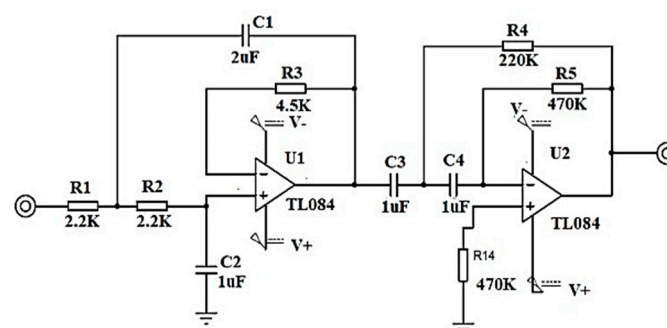 C1
2uF
R3
4.5K
V-
U1
R1
2.2K
R2
2.2K
TL084
V+
C2
1uF
C3
1uF
C4
1uF
R4
220K
R5
470K
V-
U2
TL084
R14
470K
V+